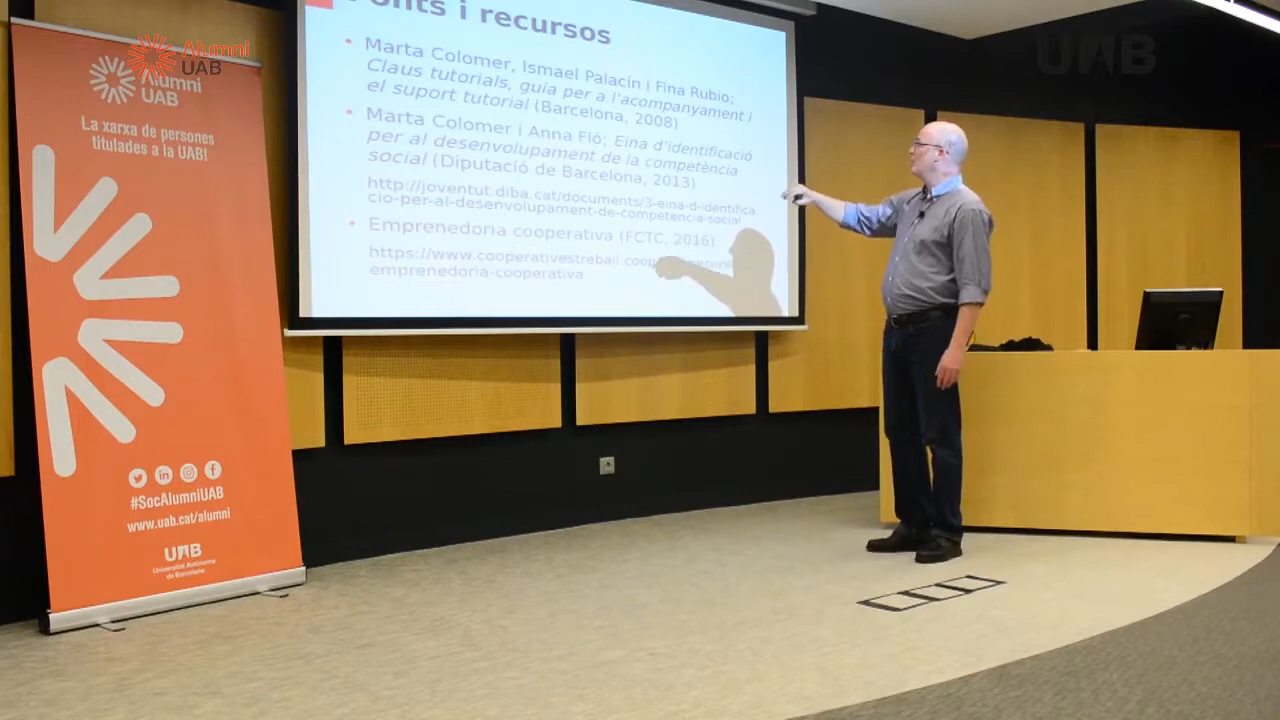 Alumni
UAB
Alumni
UAB
La xarxa de persones
titulades a la UAB!
#SocAlumniUAB
www.uab.cat/alumni
UAB
Universitat Autònoma
de Barcelona
Fonts i recursos
• Marta Colomer, Ismael Palacín i Fina Rubio;
Claus tutorials, guia per a l'acompanyament i
el suport tutorial (Barcelona, 2008)
• Marta Colomer i Anna Fló; Eina d'identificació
per al desenvolupament de la competència
social (Diputació de Barcelona, 2013)
http://joventut.diba.cat/documents/3-eina-d-identifica
cio-per-al-desenvolupament-de-competencia-social
• Emprenedoria cooperativa (FCTC, 2016)
https://www.cooperativestreball.coop
emprenedoria-cooperativa
UAB